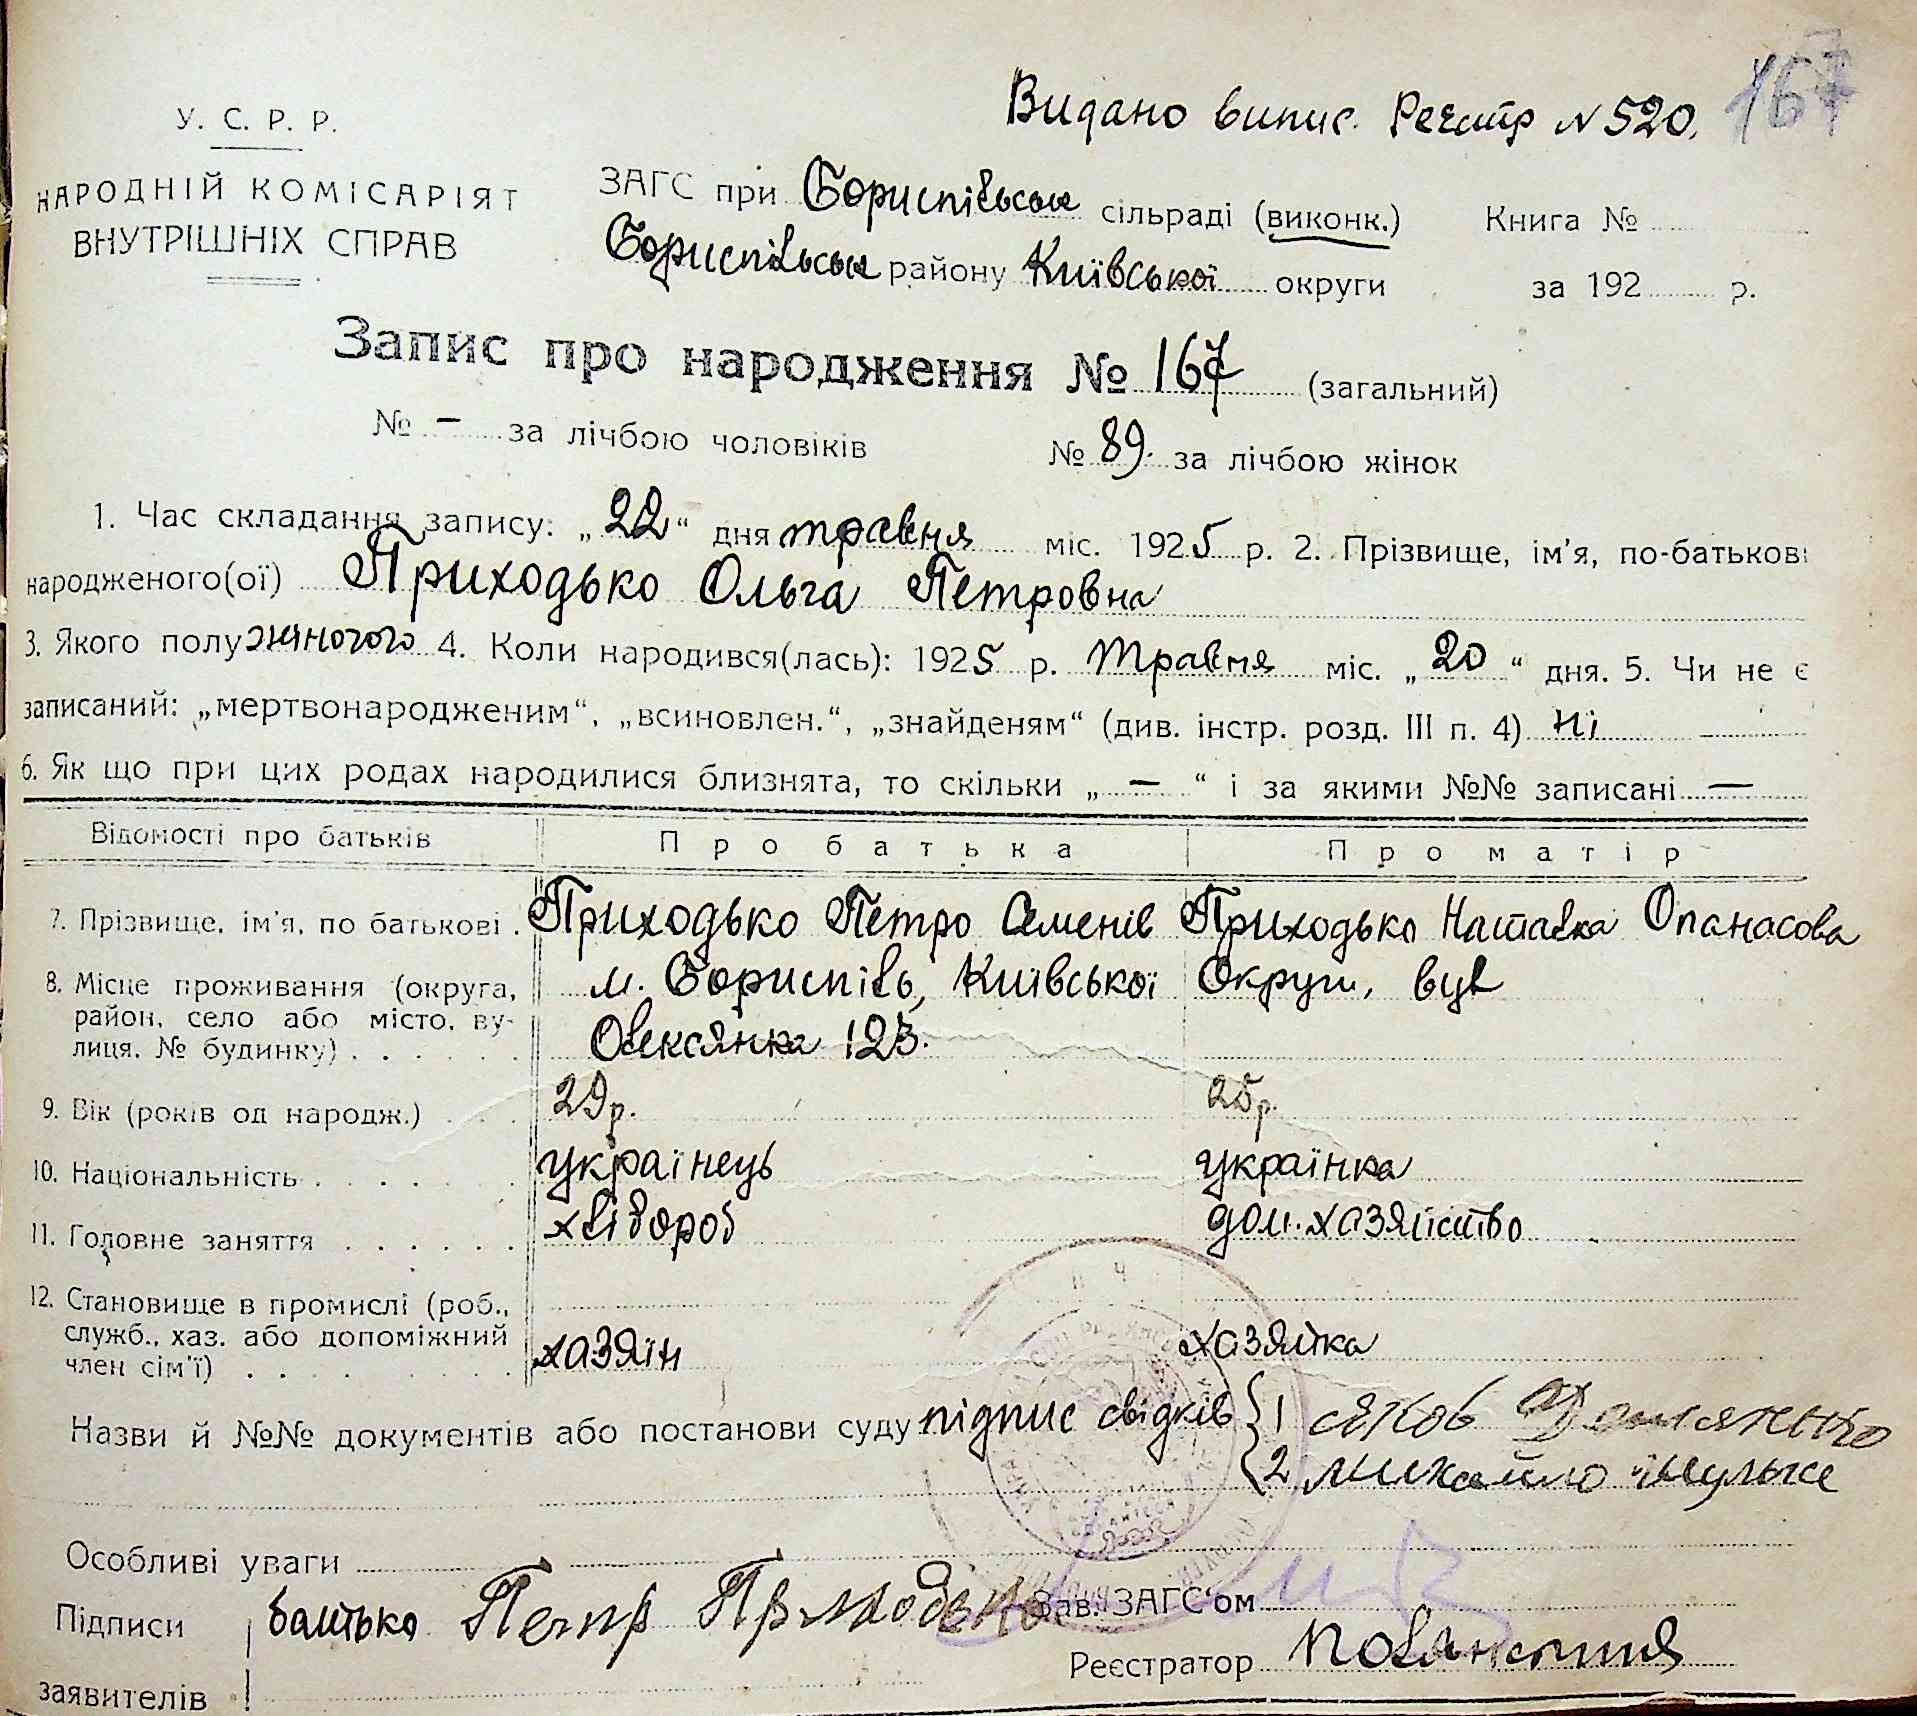 Видано випис. Реєстр N 520. 167
У. С. Р. Р.
НАРОДНІЙ КОМІСАРІЯТ
ВНУТРІШНІХ СПРАВ
ЗАГС при Бориспільськ сільраді (виконк.) Книга №
Бориспільськ району Київської округи за 192 р.
Запис про народження № 167 (загальний)
№ — за лічбою чоловіків № 89. за лічбою жінок
1. Час складання запису: „22“ дня травня міс. 1925 р. 2. Прізвище, ім'я, по-батькові
народженого(ої) Приходько Ольга Петровна
3. Якого полу жіночого 4. Коли народився(лась): 1925 р. травня міс. „20“ дня. 5. Чи не є
записаний: „мертвонародженим“, „всиновлен.“, „знайденям“ (див. інстр. розд. III п. 4) ні
6. Як що при цих родах народилися близнята, то скільки „—“ і за якими №№ записані —
Відомості про батьків Про батька Про матір
7. Прізвище, ім'я, по батькові . Приходько Петро Семенів Приходько Наталка Опанасова
8. Місце проживання (округа, м. Бориспіль, Київської Округи, вул
район, село або місто, ву- Олексянка 123.
лиця, № будинку) . . . . . .
9. Вік (років од народж.) . . . 29р. 25р.
10. Національність . . . . . . українець українка
11. Головне заняття . . . . . . хлібороб дом. хазяйство
12. Становище в промислі (роб.,
служб., хаз. або допоміжний хазяїн хазяйка
член сім'ї) . . . . . .
Назви й №№ документів або постанови суду підпис свідків { 1 Яков
2 Михайло
Особливі уваги
Підписи батько Петр Приходько Зав. ЗАГС'ом
Реєстратор
заявителів